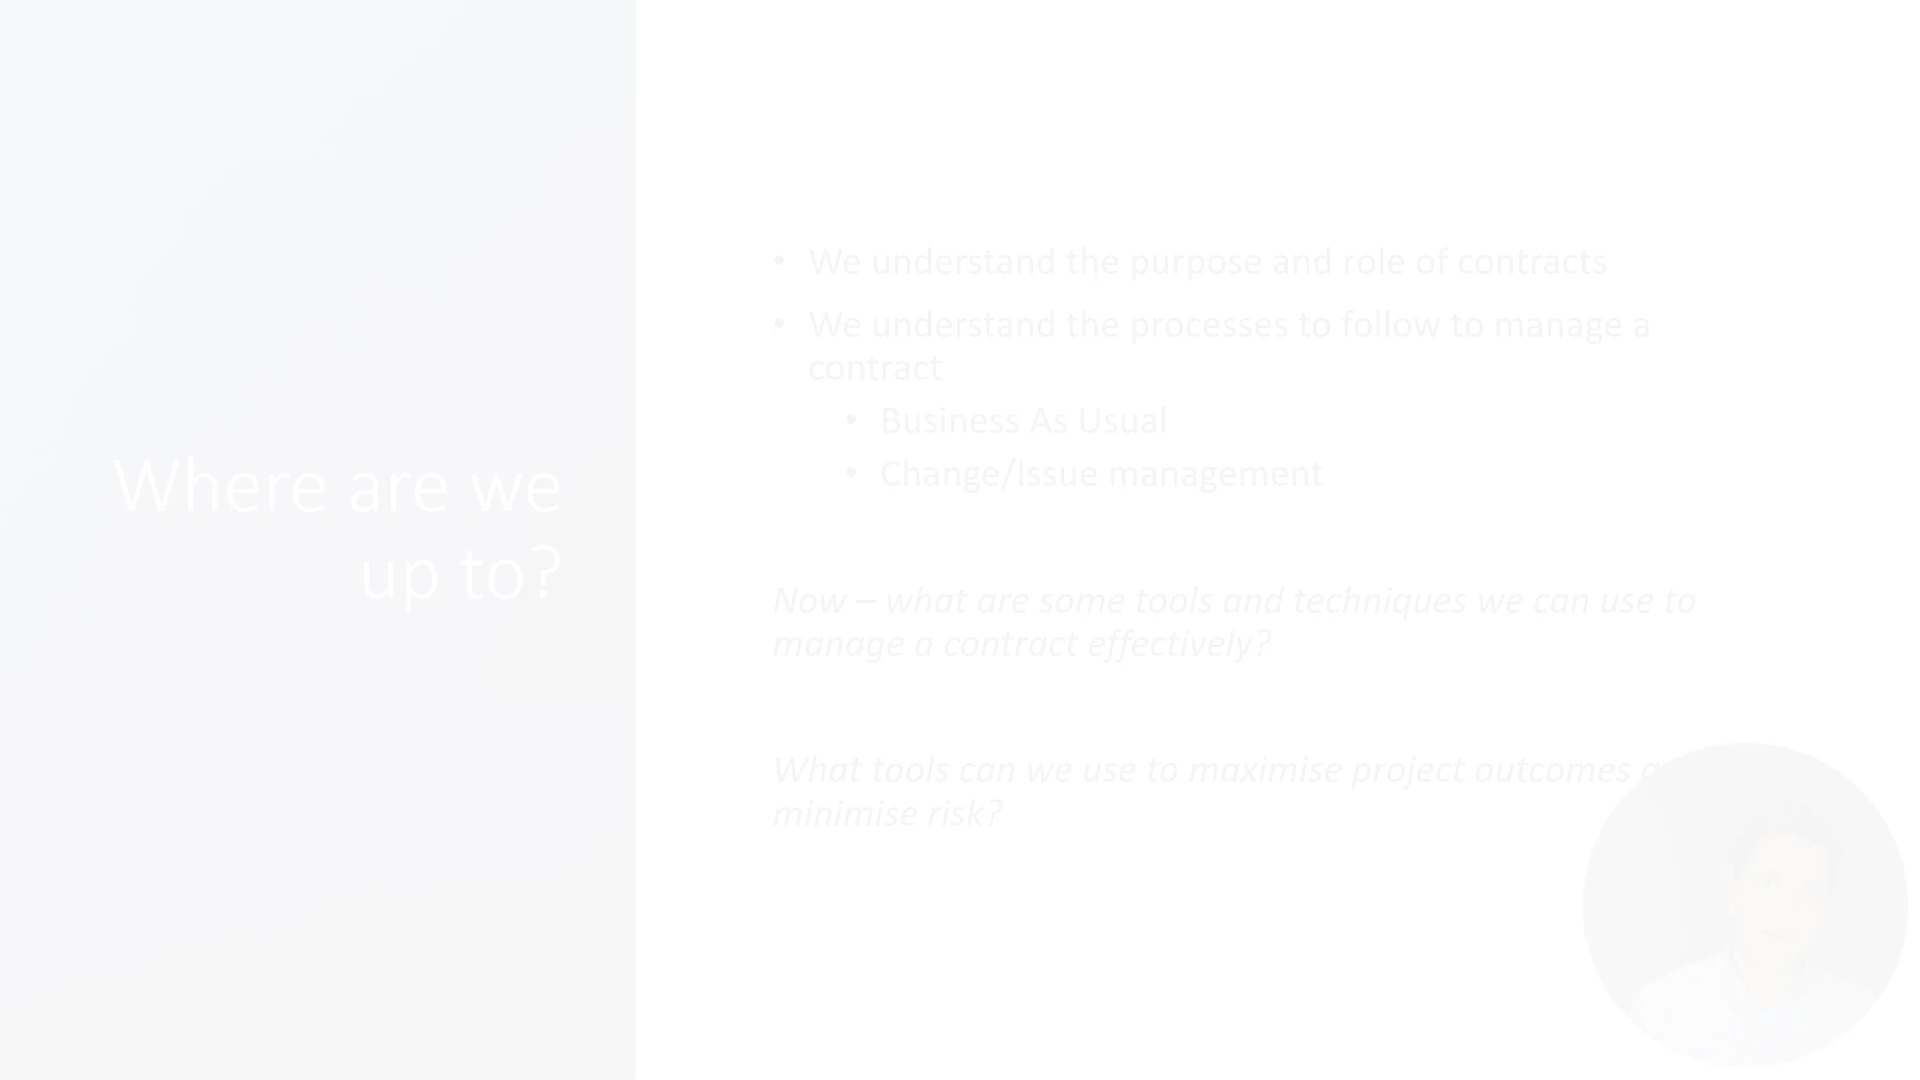 Where are we
up to?
• We understand the purpose and role of contracts
• We understand the processes to follow to manage a
contract
• Business As Usual
• Change/Issue management
Now – what are some tools and techniques we can use to
manage a contract effectively?
What tools can we use to maximise project outcomes
minimise risk?